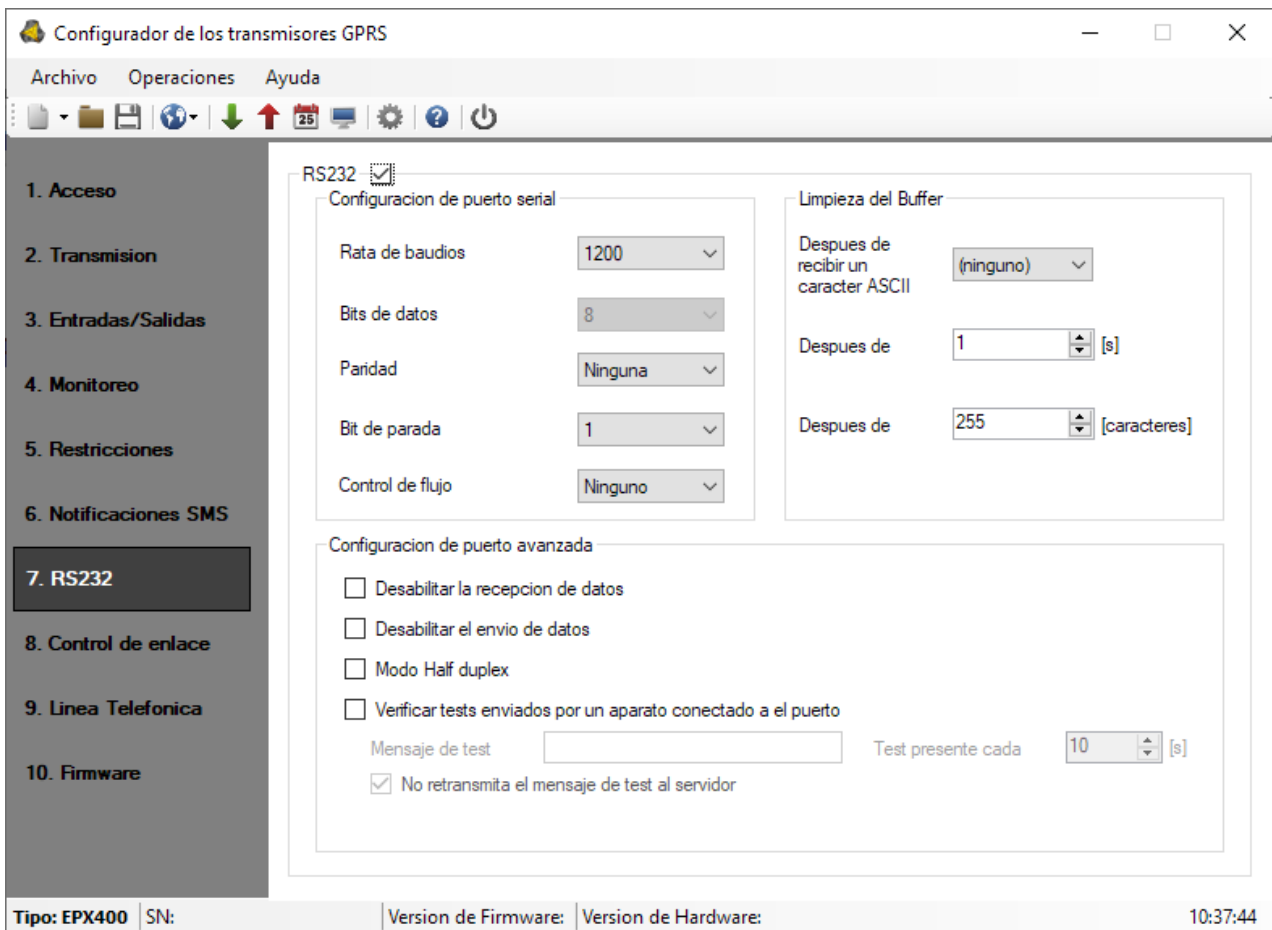 Configurador de los transmisores GPRS
Archivo Operaciones Ayuda
25
1. Acceso
2. Transmision
3. Entradas/Salidas
4. Monitoreo
5. Restricciones
6. Notificaciones SMS
7. RS232
8. Control de enlace
9. Linea Telefonica
10. Firmware
RS232
Configuracion de puerto serial
Rata de baudios 1200
Bits de datos 8
Paridad Ninguna
Bit de parada 1
Control de flujo Ninguno
Limpieza del Buffer
Despues de
recibir un
caracter ASCII
(ninguno)
Despues de 1 [s]
Despues de 255 [caracteres]
Configuracion de puerto avanzada
Desabilitar la recepcion de datos
Desabilitar el envio de datos
Modo Half duplex
Verificar tests enviados por un aparato conectado a el puerto
Mensaje de test Test presente cada 10 [s]
No retransmita el mensaje de test al servidor
Tipo: EPX400 SN: Version de Firmware: Version de Hardware: 10:37:44